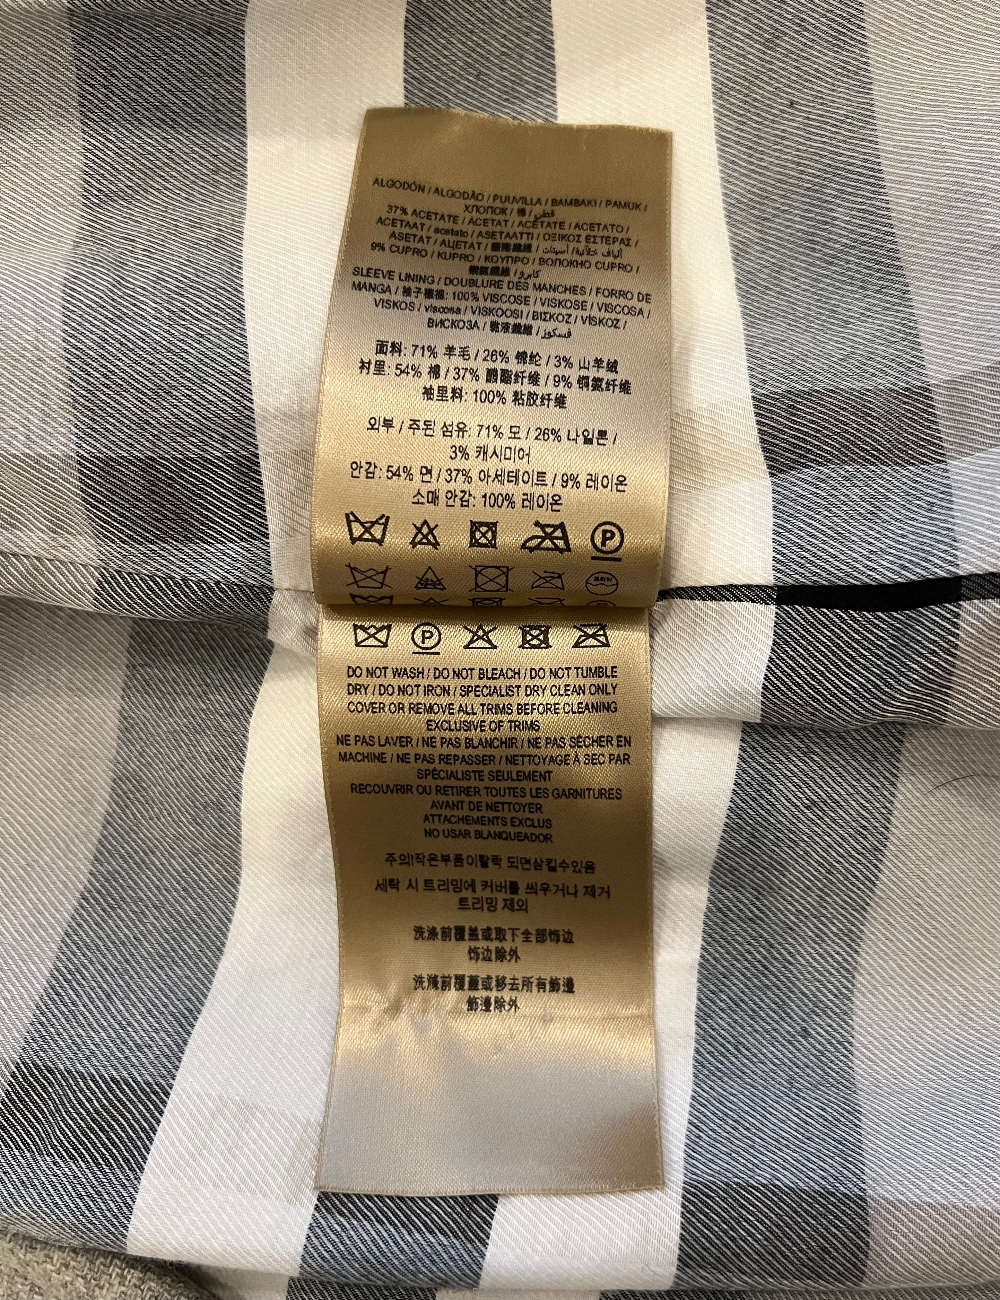 ALGODÓN / ALGODÃO / PUUVILLA / BAMBAKI / PAMUK /
ХЛОПОК / 棉 / قطن
37% ACETATE / ACETAT / ACÉTATE / ACETATO /
ACETAAT / acetato / ASETAATTI / ΟΞΙΚΟΣ ΕΣΤΕΡΑΣ /
ASETAT / АЦЕТАТ / / ألياف خلاتية / أسيتات
9% CUPRO / KUPRO / ΚΟΥΠΡΟ / ВОЛОКНО CUPRO /
/ كابرو
SLEEVE LINING / DOUBLURE DES MANCHES / FORRO DE
MANGA / 袖子襯裡: 100% VISCOSE / VISKOSE / VISCOSA /
VISKOS / viscosa / VISKOOSI / ΒΙΣΚΟΖ / VİSKOZ /
ВИСКОЗА / / فسكوز
面料: 71% 羊毛 / 26% 锦纶 / 3% 山羊绒
衬里: 54% 棉 / 37% 醋酯纤维 / 9% 铜氨纤维
袖里料: 100% 粘胶纤维
외부 / 주된 섬유: 71% 모 / 26% 나일론 /
3% 캐시미어
안감: 54% 면 / 37% 아세테이트 / 9% 레이온
소매 안감: 100% 레이온
P
P
DO NOT WASH / DO NOT BLEACH / DO NOT TUMBLE
DRY / DO NOT IRON / SPECIALIST DRY CLEAN ONLY
COVER OR REMOVE ALL TRIMS BEFORE CLEANING
EXCLUSIVE OF TRIMS
NE PAS LAVER / NE PAS BLANCHIR / NE PAS SÉCHER EN
MACHINE / NE PAS REPASSER / NETTOYAGE À SEC PAR
SPÉCIALISTE SEULEMENT
RECOUVRIR OU RETIRER TOUTES LES GARNITURES
AVANT DE NETTOYER
ATTACHEMENTS EXCLUS
NO USAR BLANQUEADOR
주의!작은부품이탈락 되면삼킬수있음
세탁 시 트리밍에 커버를 씌우거나 제거
트리밍 제외
洗涤前覆盖或取下全部饰边
饰边除外
洗滌前覆蓋或移去所有飾邊
飾邊除外